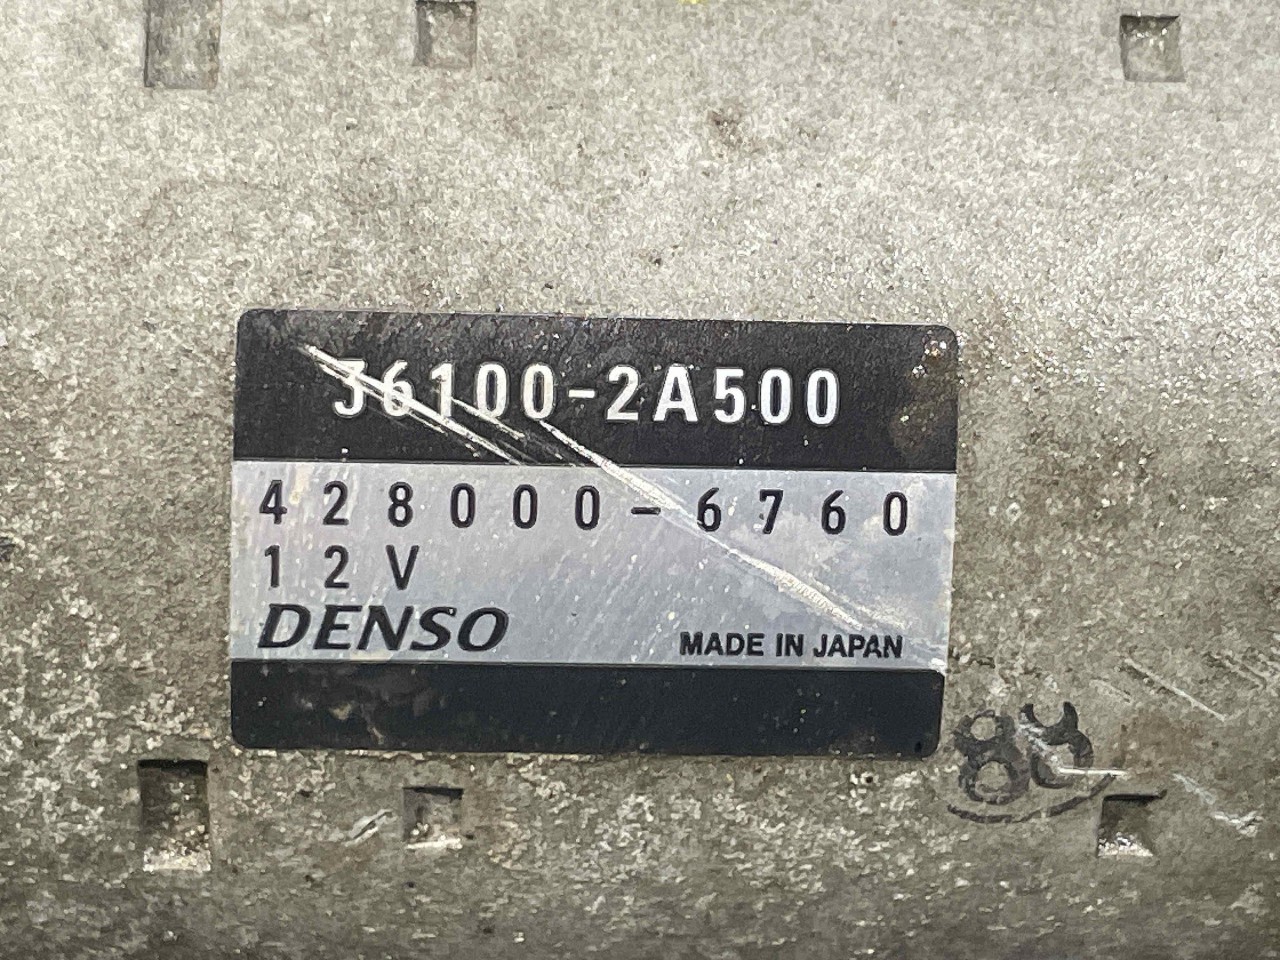 36100-2A500
428000-6760
12V
DENSO
MADE IN JAPAN